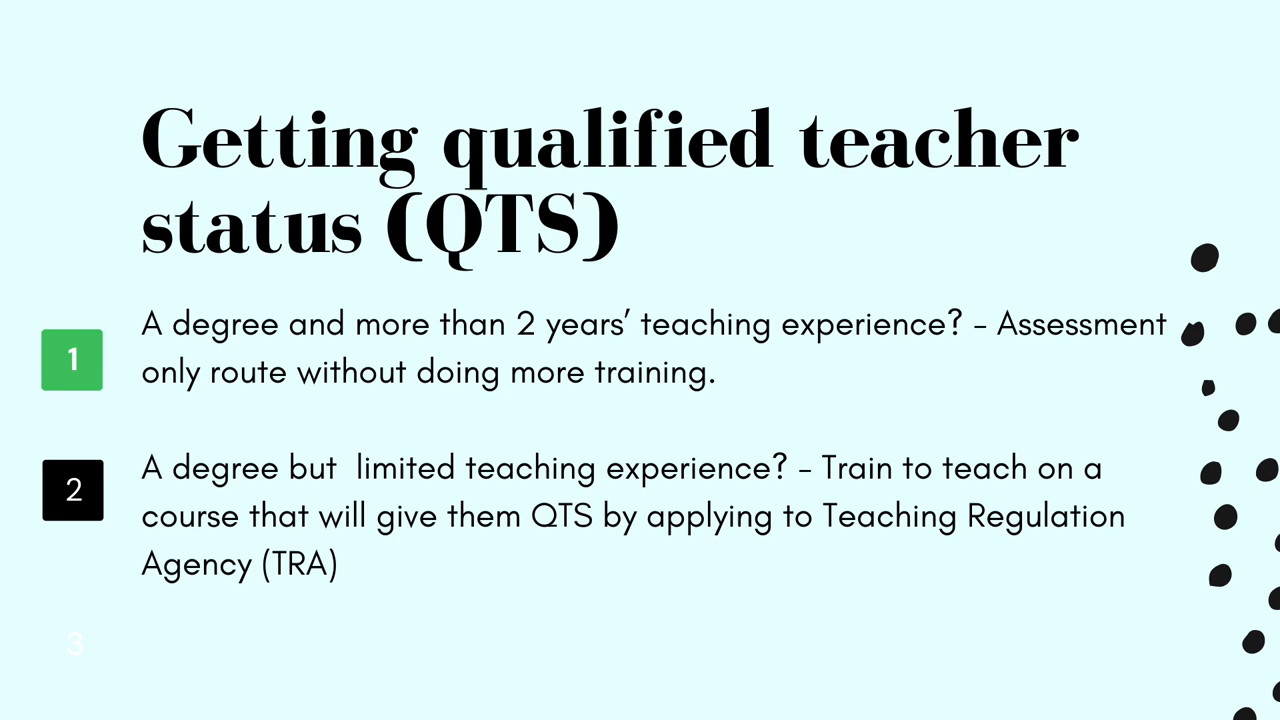 Getting qualified teacher
status (QTS)
1
A degree and more than 2 years’ teaching experience? – Assessment
only route without doing more training.
2
A degree but  limited teaching experience? – Train to teach on a
course that will give them QTS by applying to Teaching Regulation
Agency (TRA)
3